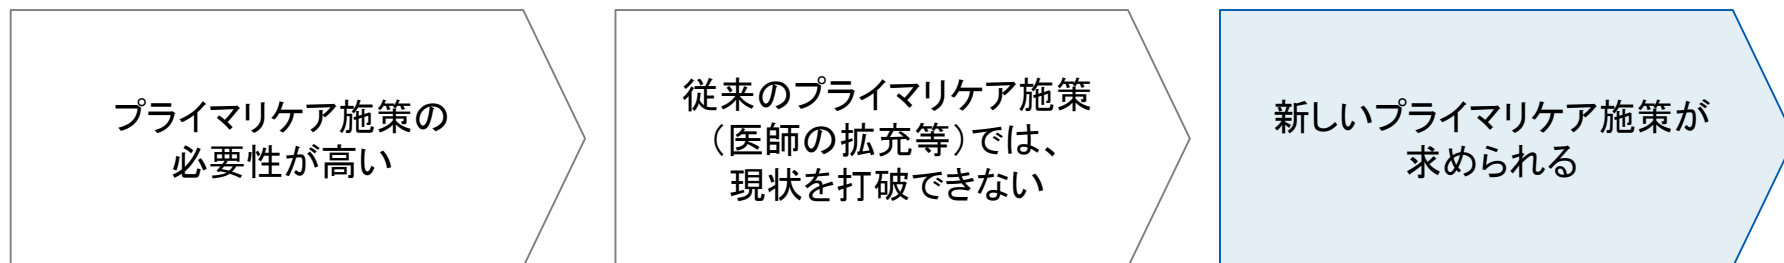 プライマリケア施策の
必要性が高い
従来のプライマリケア施策
（医師の拡充等）では、
現状を打破できない
新しいプライマリケア施策が
求められる